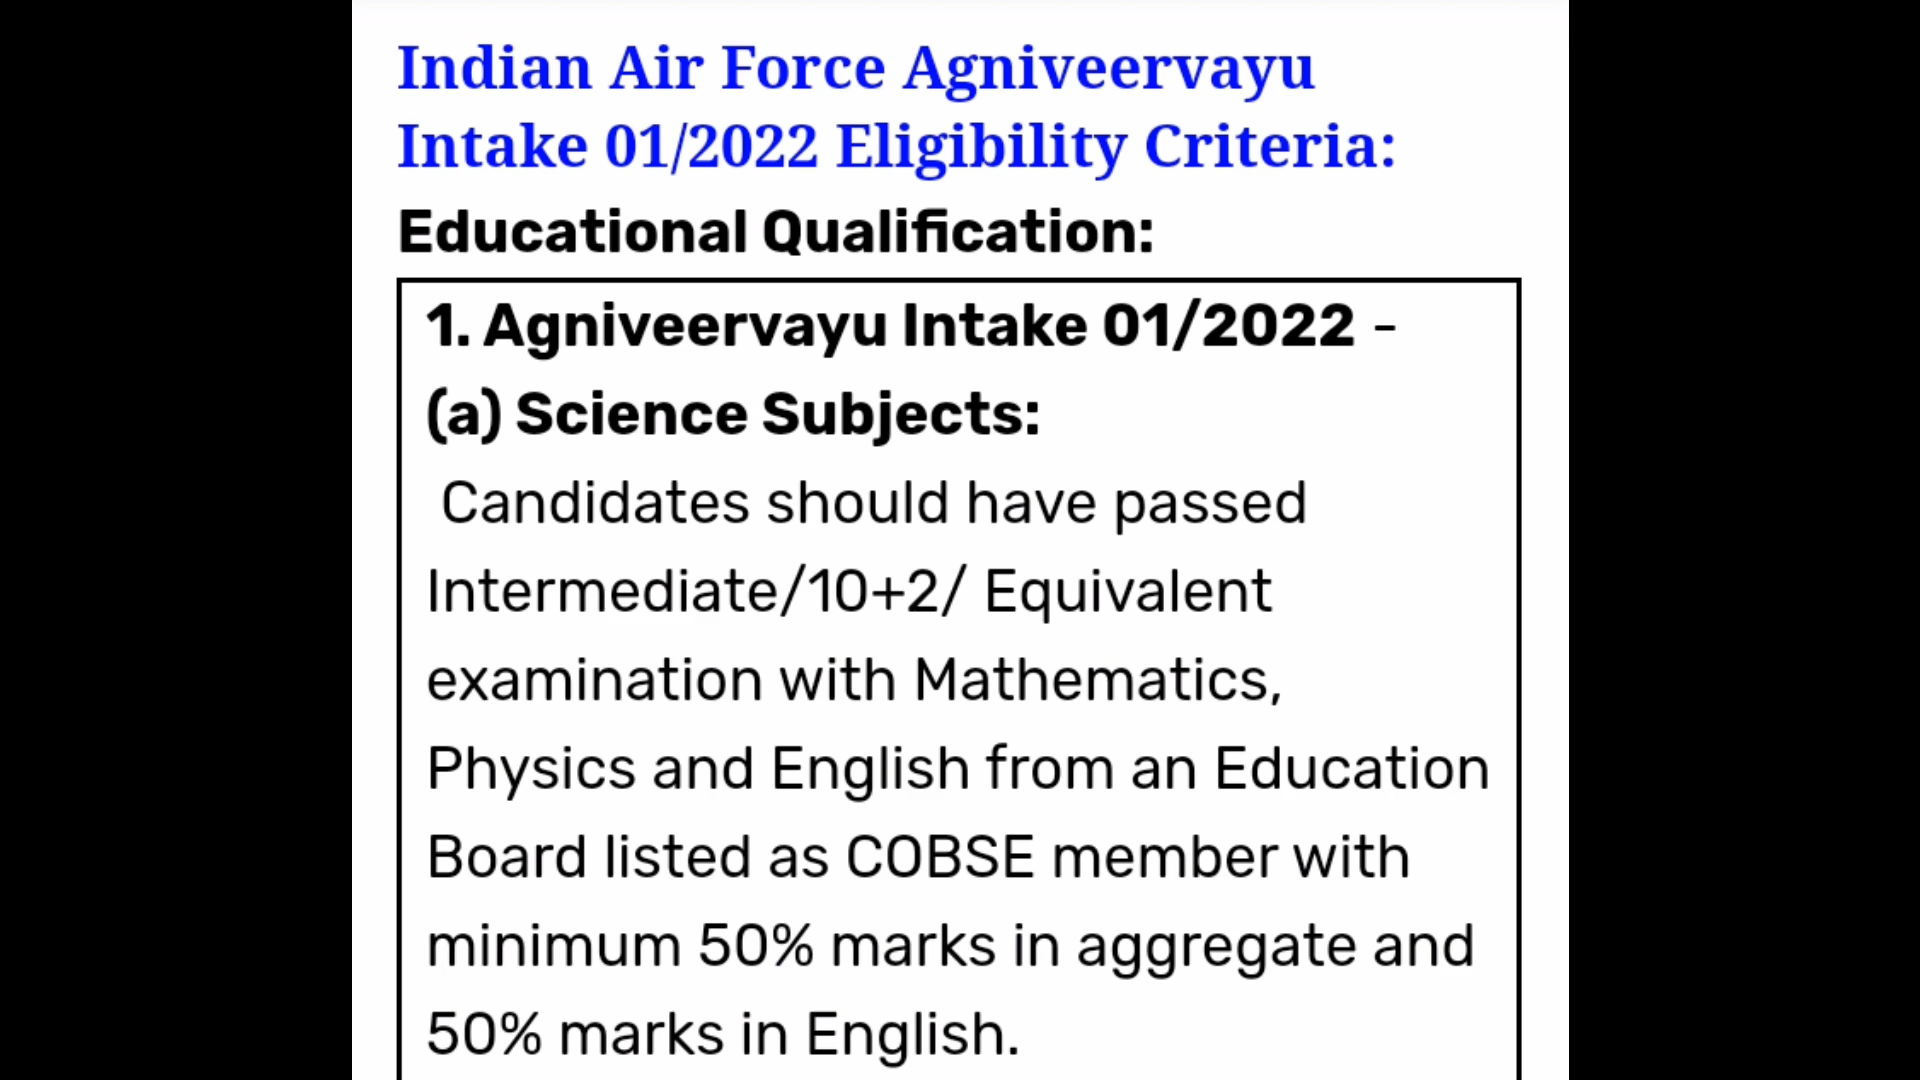 Indian Air Force Agniveervayu
Intake 01/2022 Eligibility Criteria:
Educational Qualification:
1. Agniveervayu Intake 01/2022 -
(a) Science Subjects:
Candidates should have passed
Intermediate/10+2/ Equivalent
examination with Mathematics,
Physics and English from an Education
Board listed as COBSE member with
minimum 50% marks in aggregate and
50% marks in English.